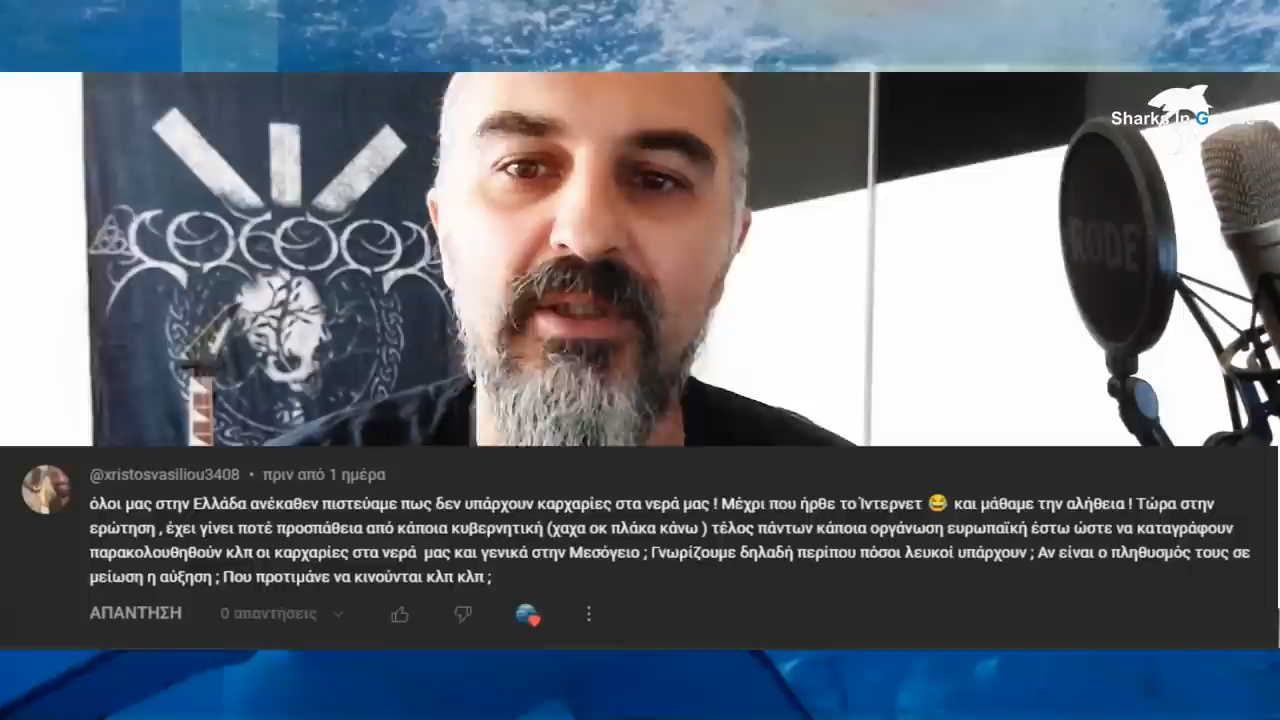 Sharks In G
RODE
@xristosvasiliou3408 • πριν από 1 ημέρα
όλοι μας στην Ελλάδα ανέκαθεν πιστεύαμε πως δεν υπάρχουν καρχαρίες στα νερά μας ! Μέχρι που ήρθε το Ίντερνετ 😂 και μάθαμε την αλήθεια ! Τώρα στην
ερώτηση , έχει γίνει ποτέ προσπάθεια από κάποια κυβερνητική (χαχα οκ πλάκα κάνω ) τέλος πάντων κάποια οργάνωση ευρωπαϊκή έστω ώστε να καταγράφουν
παρακολουθηθούν κλπ οι καρχαρίες στα νερά μας και γενικά στην Μεσόγειο ; Γνωρίζουμε δηλαδή περίπου πόσοι λευκοί υπάρχουν ; Αν είναι ο πληθυσμός τους σε
μείωση η αύξηση ; Που προτιμάνε να κινούνται κλπ κλπ ;
ΑΠΑΝΤΗΣΗ 0 απαντήσεις